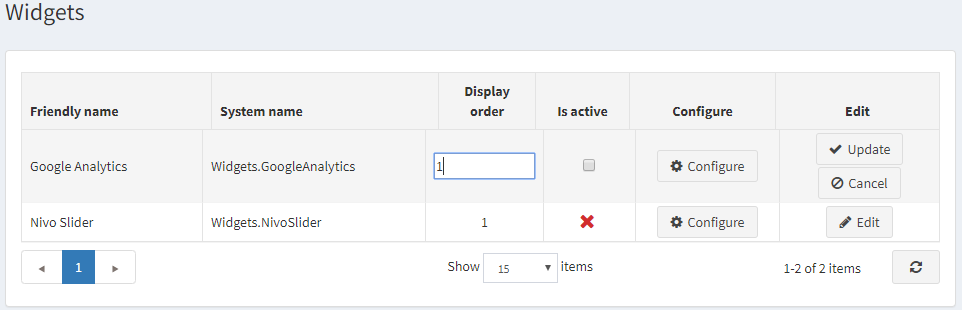 Widgets
Friendly name System name Display order Is active Configure Edit
Google Analytics Widgets.GoogleAnalytics 1 Configure Update
Cancel
Nivo Slider Widgets.NivoSlider 1 Configure Edit
1 Show 15 items 1-2 of 2 items